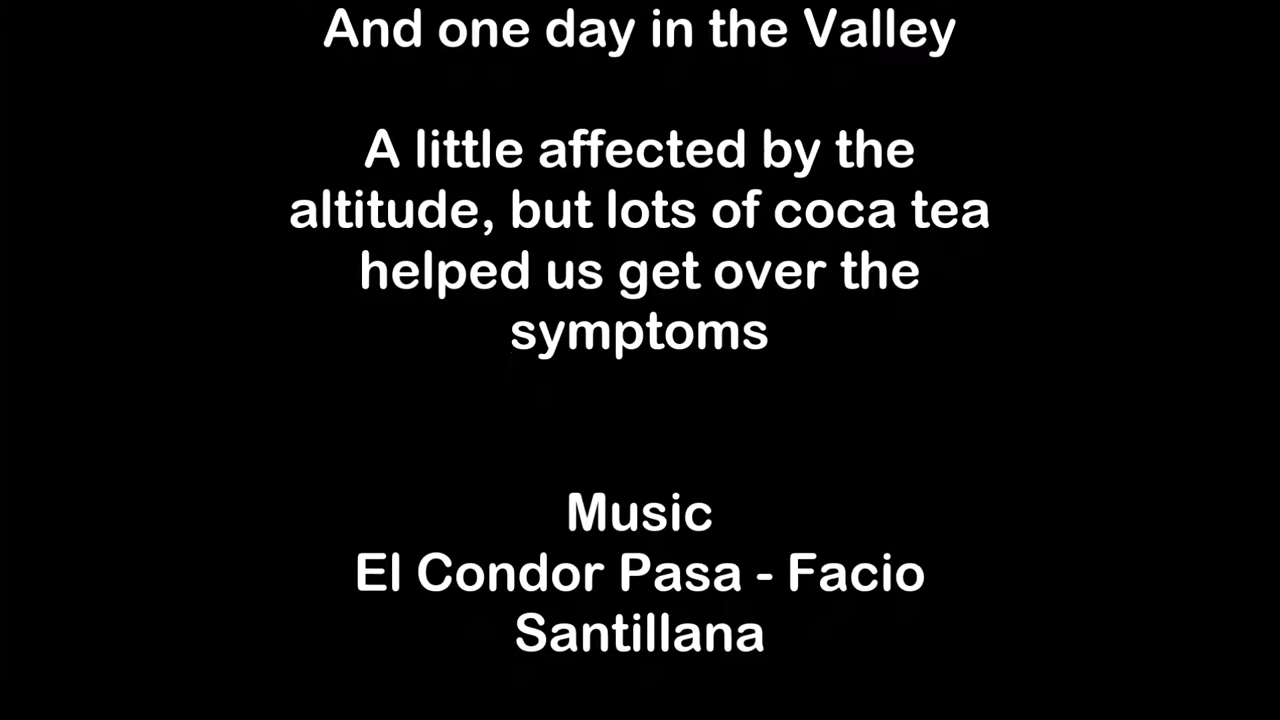 And one day in the Valley
A little affected by the
altitude, but lots of coca tea
helped us get over the
symptoms
Music
El Condor Pasa - Facio
Santillana